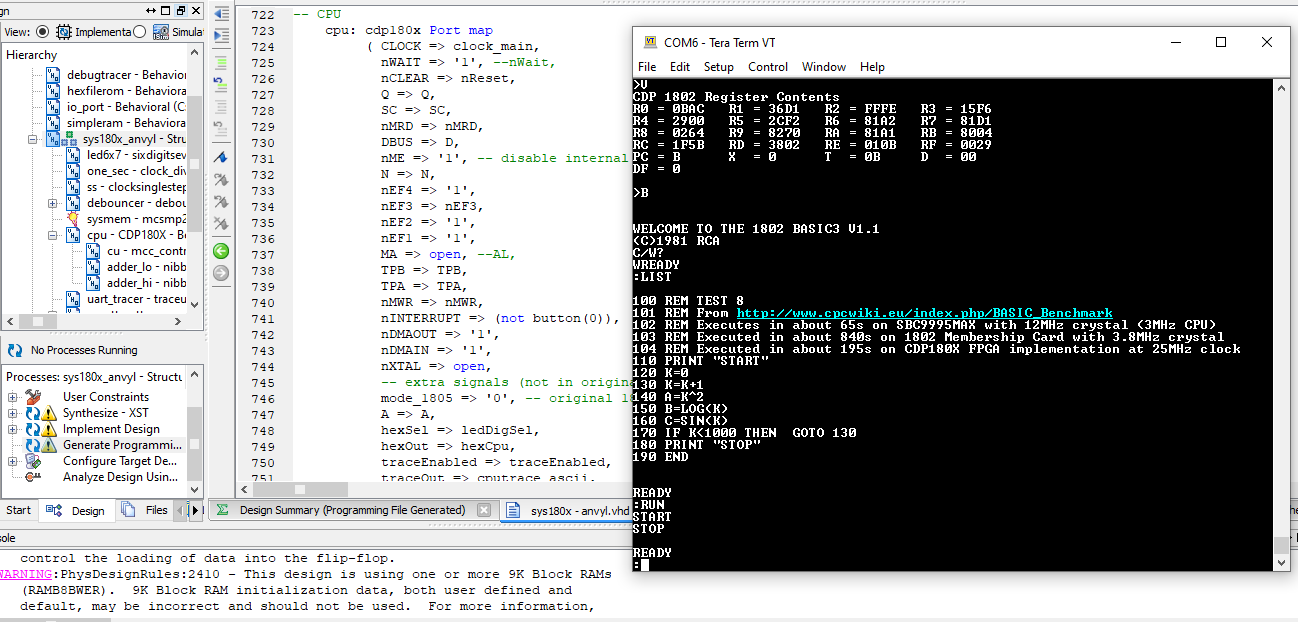 gn
View: Implementa Simula
Hierarchy
debugtracer - Behavior
hexfilerom - Behaviora
io_port - Behavioral (C:
simpleram - Behavioral
sys180x_anvyl - Stru
led6x7 - sixdigitsev
one_sec - clock_div
ss - clocksinglestep
debouncer - debou
sysmem - mcsmp2
cpu - CDP180X - Beh
cu - mcc_contr
adder_lo - nibb
adder_hi - nibb
uart_tracer - traceu
No Processes Running
Processes: sys180x_anvyl - Structu
User Constraints
Synthesize - XST
Implement Design
Generate Programmi...
Configure Target De...
Analyze Design Usin...
Start Design Files
722 -- CPU
723 cpu: cdp180x Port map
724 ( CLOCK => clock_main,
725 nWAIT => '1', --nWait,
726 nCLEAR => nReset,
727 Q => Q,
728 SC => SC,
729 nMRD => nMRD,
730 DBUS => D,
731 nME => '1', -- disable internal
732 N => N,
733 nEF4 => '1',
734 nEF3 => nEF3,
735 nEF2 => '1',
736 nEF1 => '1',
737 MA => open, --AL,
738 TPB => TPB,
739 TPA => TPA,
740 nMWR => nMWR,
741 nINTERRUPT => (not button(0)),
742 nDMAOUT => '1',
743 nDMAIN => '1',
744 nXTAL => open,
745 -- extra signals (not in origina
746 mode_1805 => '0', -- original 1
747 A => A,
748 hexSel => ledDigSel,
749 hexOut => hexCpu,
750 traceEnabled => traceEnabled,
751 traceOut => cputrace_ascii,
Design Summary (Programming File Generated) sys180x - anvyl.vhd
COM6 - Tera Term VT
File Edit Setup Control Window Help
>U
CDP 1802 Register Contents
R0 = 0BAC R1 = 36D1 R2 = FFFE R3 = 15F6
R4 = 2900 R5 = 2CF2 R6 = 81A2 R7 = 81D1
R8 = 0264 R9 = 8270 RA = 81A1 RB = 8004
RC = 1F5B RD = 3802 RE = 010B RF = 0029
PC = B X = 0 T = 0B D = 00
DF = 0
>B
WELCOME TO THE 1802 BASIC3 V1.1
(C)1981 RCA
C/W?
WREADY
:LIST
100 REM TEST 8
101 REM From http://www.cpcwiki.eu/index.php/BASIC_Benchmark
102 REM Executes in about 65s on SBC9995MAX with 12MHz crystal (3MHz CPU)
103 REM Executed in about 840s on 1802 Membership Card with 3.8MHz crystal
104 REM Executed in about 195s on CDP180X FPGA implementation at 25MHz clock
110 PRINT "START"
120 K=0
130 K=K+1
140 A=K^2
150 B=LOG(K)
160 C=SIN(K)
170 IF K<1000 THEN GOTO 130
180 PRINT "STOP"
190 END
READY
:RUN
START
STOP
READY
:
sole
control the loading of data into the flip-flop.
WARNING:PhysDesignRules:2410 - This design is using one or more 9K Block RAMs
(RAMB8BWER). 9K Block RAM initialization data, both user defined and
default, may be incorrect and should not be used. For more information,